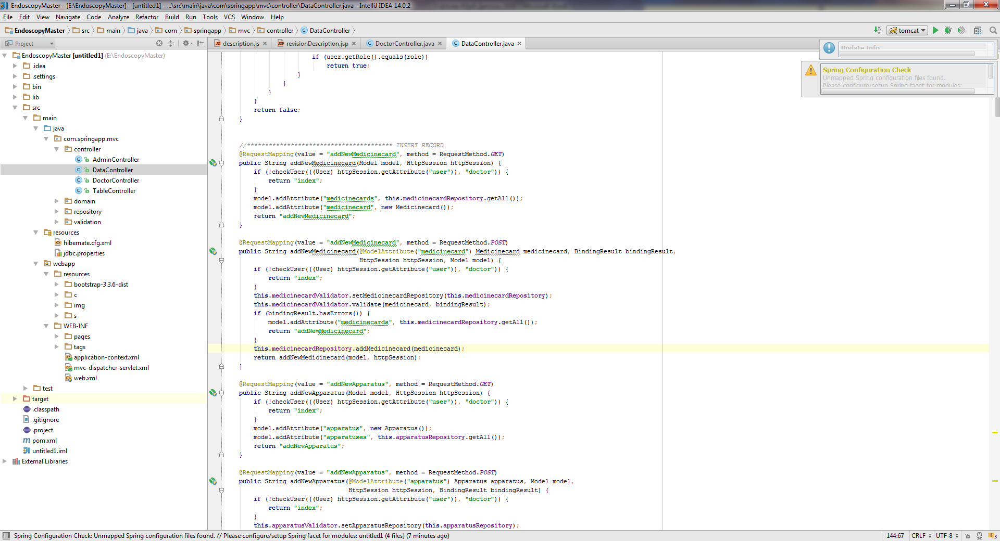 EndoscopyMaster - [E:\EndoscopyMaster] - [untitled1] - ...\src\main\java\com\springapp\mvc\controller\DataController.java - IntelliJ IDEA 14.0.2
File Edit View Navigate Code Analyze Refactor Build Run Tools VCS Window Help
EndoscopyMaster src main java com springapp mvc controller DataController
tomcat
Project
description.js revisionDescription.jsp DoctorController.java DataController.java
EndoscopyMaster [untitled1] (E:\EndoscopyMaster)
.idea
.settings
bin
lib
src
main
java
com.springapp.mvc
controller
AdminController
DataController
DoctorController
TableController
domain
repository
validation
resources
hibernate.cfg.xml
jdbc.properties
webapp
resources
bootstrap-3.3.6-dist
c
img
s
WEB-INF
pages
tags
application-context.xml
mvc-dispatcher-servlet.xml
web.xml
test
target
.classpath
.gitignore
.project
pom.xml
untitled1.iml
External Libraries
if (user.getRole().equals(role))
return true;
}
}
}
}
return false;
}
//**************************************** INSERT RECORD
@RequestMapping(value = "addNewMedicinecard", method = RequestMethod.GET)
public String addNewMedicinecard(Model model, HttpSession httpSession) {
if (!checkUser(((User) httpSession.getAttribute("user")), "doctor")) {
return "index";
}
model.addAttribute("medicinecards", this.medicinecardRepository.getAll());
model.addAttribute("medicinecard", new Medicinecard());
return "addNewMedicinecard";
}
@RequestMapping(value = "addNewMedicinecard", method = RequestMethod.POST)
public String addNewMedicinecard(@ModelAttribute("medicinecard") Medicinecard medicinecard, BindingResult bindingResult,
HttpSession httpSession, Model model) {
if (!checkUser(((User) httpSession.getAttribute("user")), "doctor")) {
return "index";
}
this.medicinecardValidator.setMedicinecardRepository(this.medicinecardRepository);
this.medicinecardValidator.validate(medicinecard, bindingResult);
if (bindingResult.hasErrors()) {
model.addAttribute("medicinecards", this.medicinecardRepository.getAll());
return "addNewMedicinecard";
}
this.medicinecardRepository.addMedicinecard(medicinecard);
return addNewMedicinecard(model, httpSession);
}
@RequestMapping(value = "addNewApparatus", method = RequestMethod.GET)
public String addNewApparatus(Model model, HttpSession httpSession) {
if (!checkUser(((User) httpSession.getAttribute("user")), "doctor")) {
return "index";
}
model.addAttribute("apparatus", new Apparatus());
model.addAttribute("apparatuses", this.apparatusRepository.getAll());
return "addNewApparatus";
}
@RequestMapping(value = "addNewApparatus", method = RequestMethod.POST)
public String addNewApparatus(@ModelAttribute("apparatus") Apparatus apparatus, Model model,
HttpSession httpSession, BindingResult bindingResult) {
if (!checkUser(((User) httpSession.getAttribute("user")), "doctor")) {
return "index";
}
this.apparatusValidator.setApparatusRepository(this.apparatusRepository);
Update Info
Spring Configuration Check
Unmapped Spring configuration files found.
Please configure/setup Spring facet for modules:
Spring Configuration Check: Unmapped Spring configuration files found. // Please configure/setup Spring facet for modules: untitled1 (4 files) (7 minutes ago)
144:67 CRLF UTF-8 3